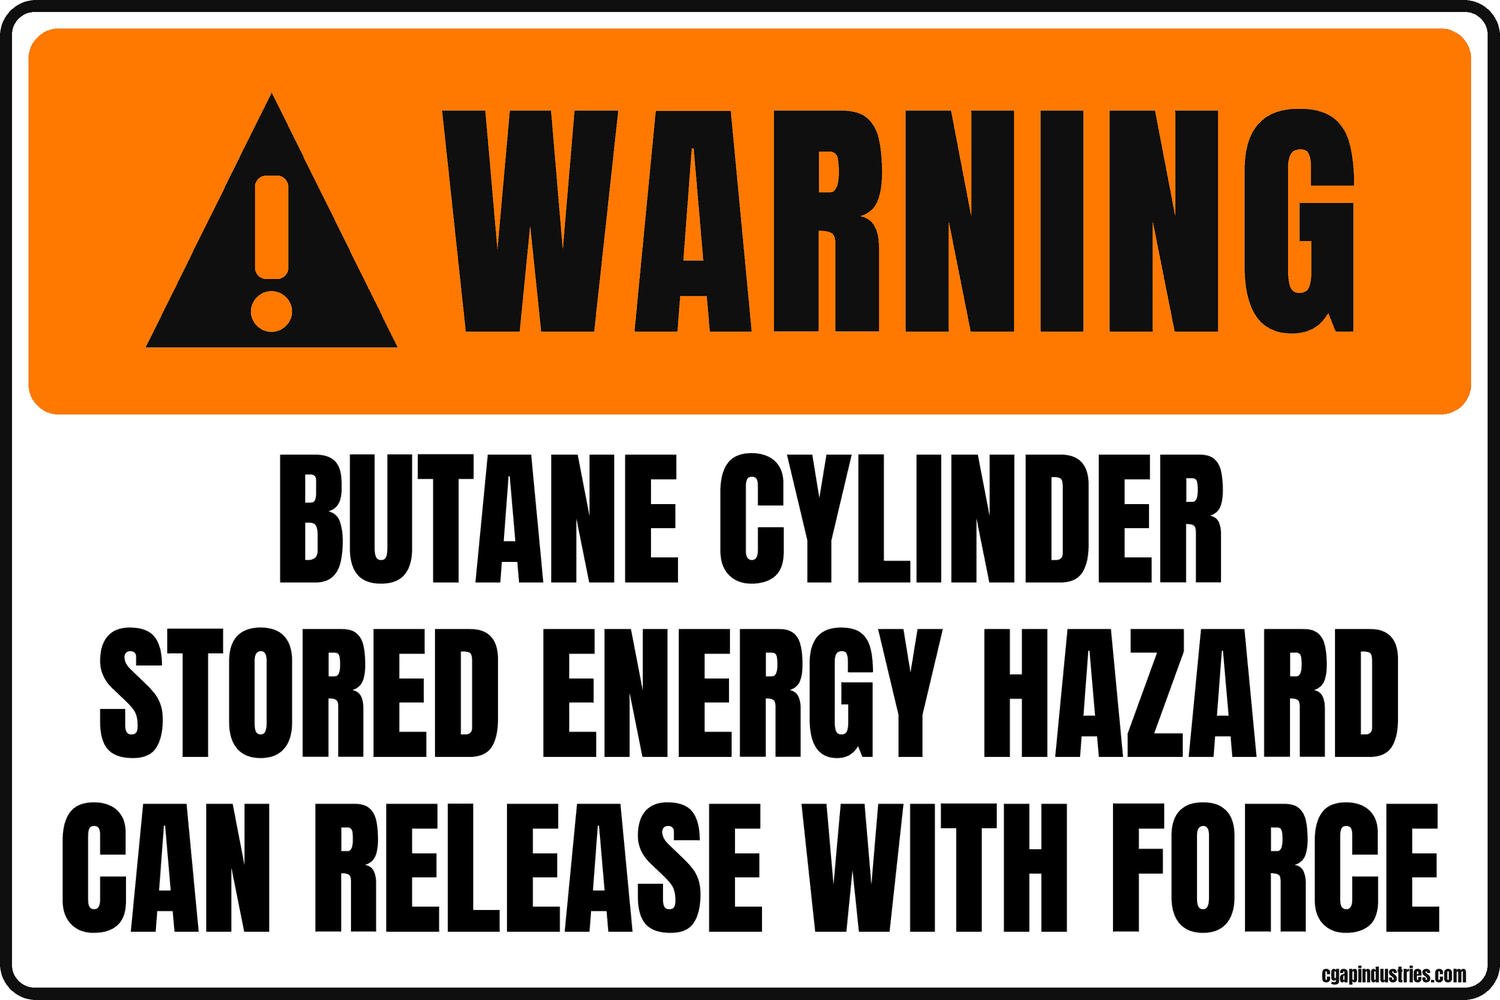 WARNING
BUTANE CYLINDER
STORED ENERGY HAZARD
CAN RELEASE WITH FORCE
cgapindustries.com